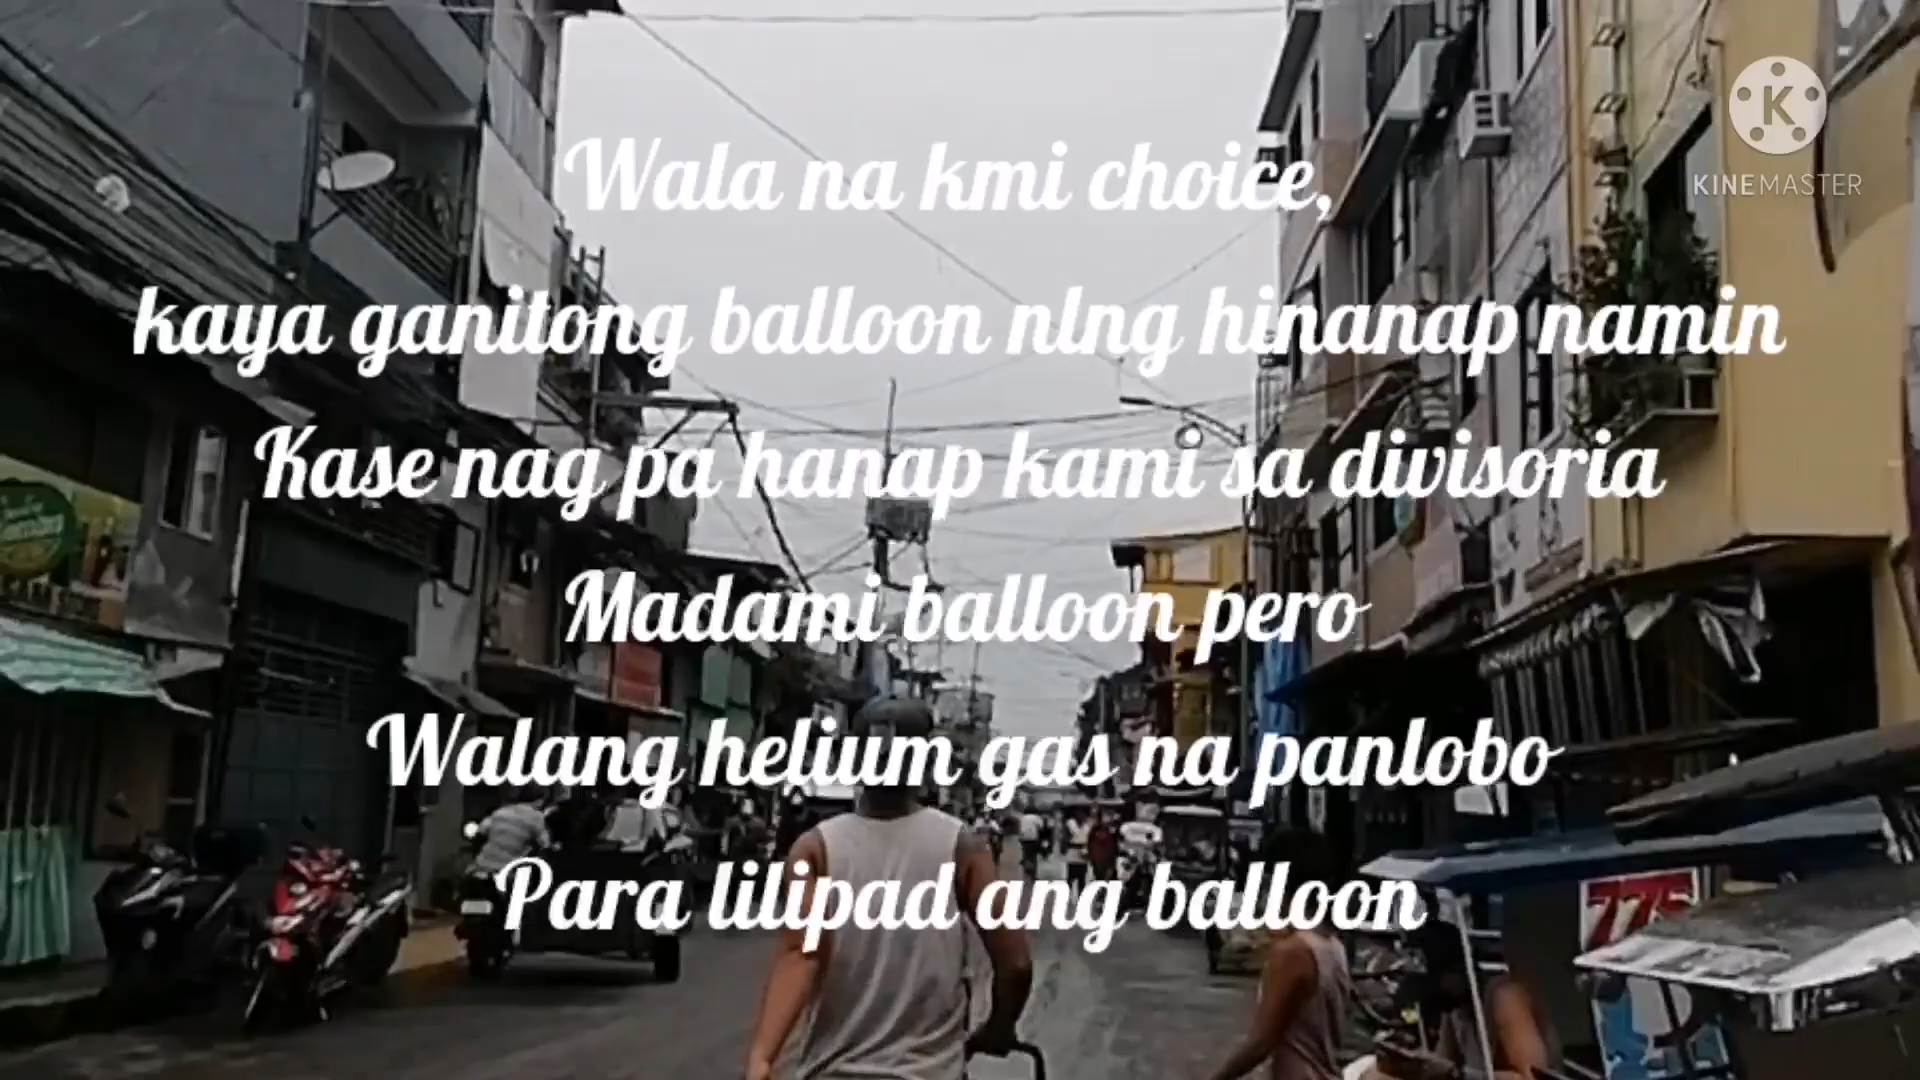 Wala na kmi choice,
kaya ganitong balloon nlng hinanap namin
Kase nag pa hanap kami sa divisoria
Madami balloon pero
Walang helium gas na panlobo
Para lilipad ang balloon
K
KINEMASTER
775